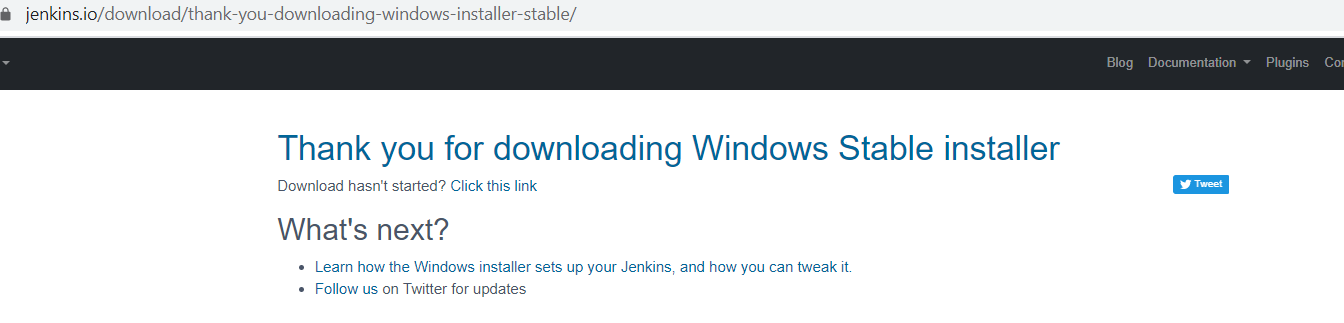 jenkins.io/download/thank-you-downloading-windows-installer-stable/
Blog Documentation Plugins
Thank you for downloading Windows Stable installer
Download hasn't started? Click this link
Tweet
What's next?
Learn how the Windows installer sets up your Jenkins, and how you can tweak it.
Follow us on Twitter for updates